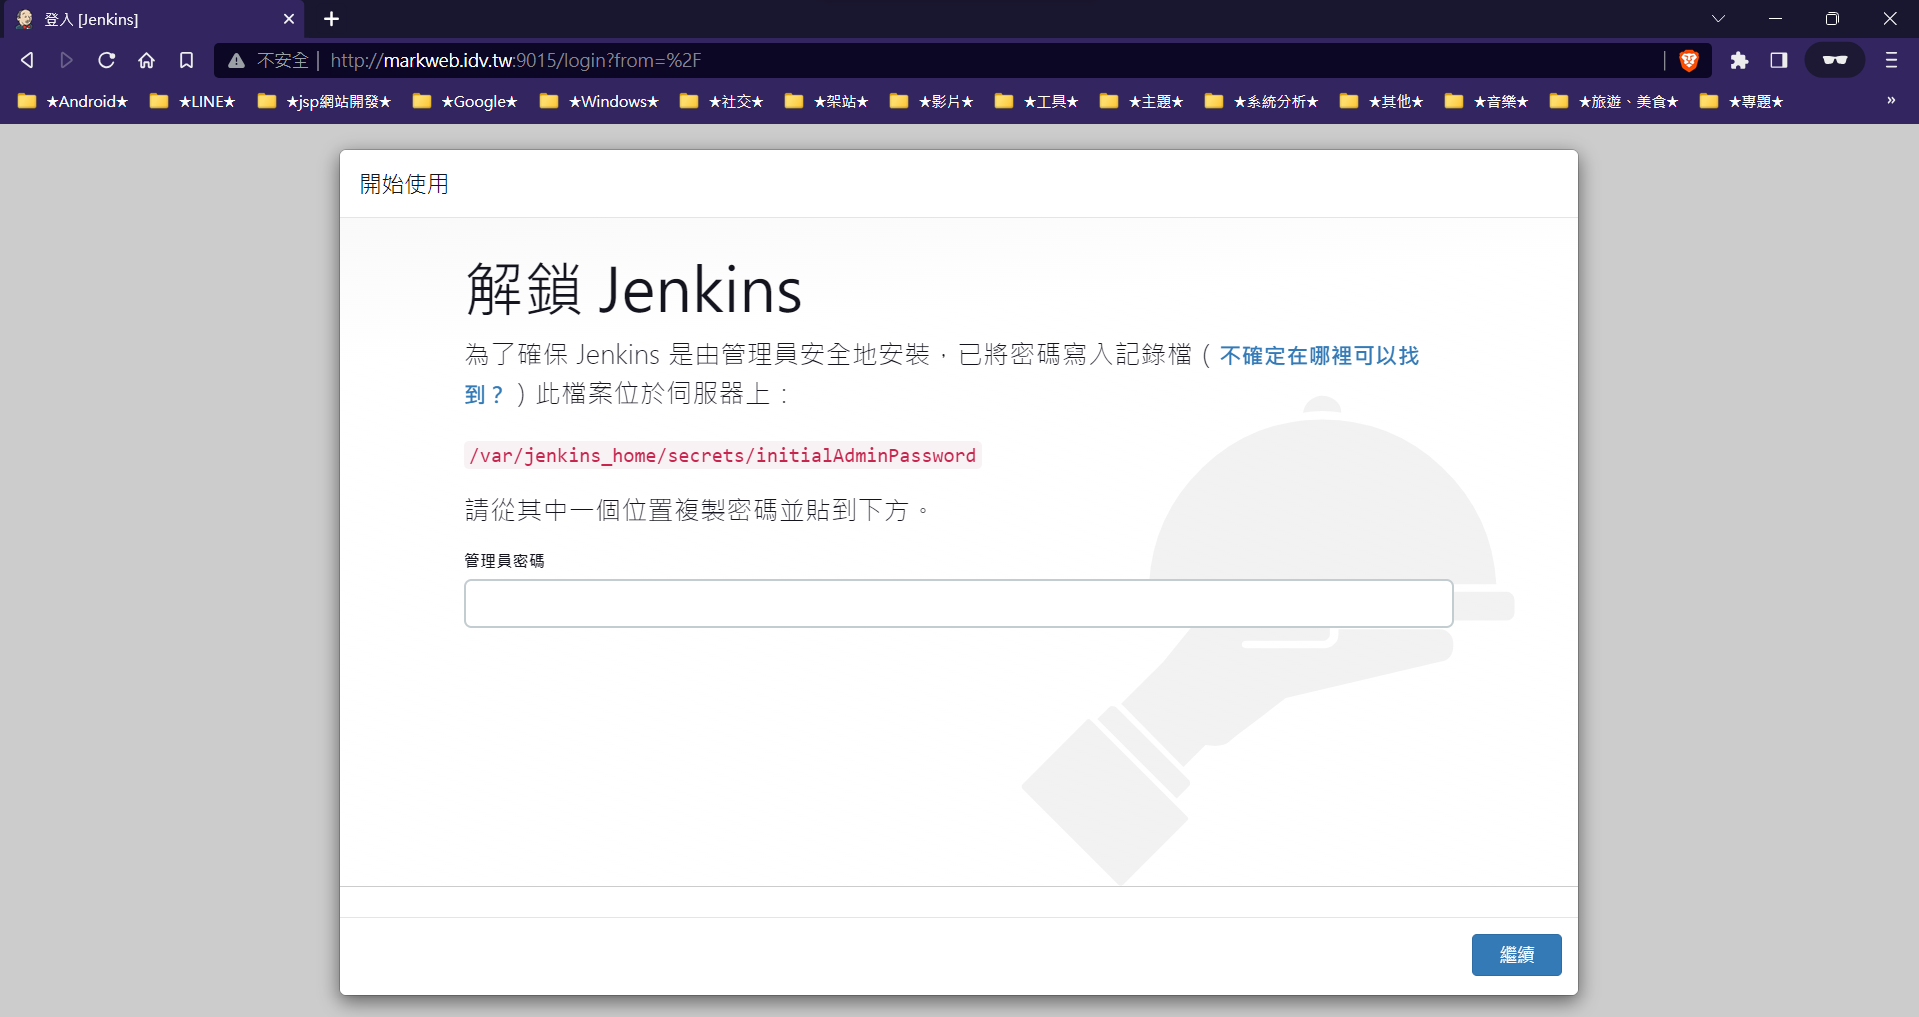 登入 [Jenkins]
不安全 | http://markweb.idv.tw:9015/login?from=%2F
★Android★ ★LINE★ ★jsp網站開發★ ★Google★ ★Windows★ ★社交★ ★架站★ ★影片★ ★工具★ ★主題★ ★系統分析★ ★其他★ ★音樂★ ★旅遊、美食★ ★專題★ »
開始使用
解鎖 Jenkins
為了確保 Jenkins 是由管理員安全地安裝，已將密碼寫入記錄檔 ( 不確定在哪裡可以找
到？ ) 此檔案位於伺服器上：
/var/jenkins_home/secrets/initialAdminPassword
請從其中一個位置複製密碼並貼到下方。
管理員密碼
繼續